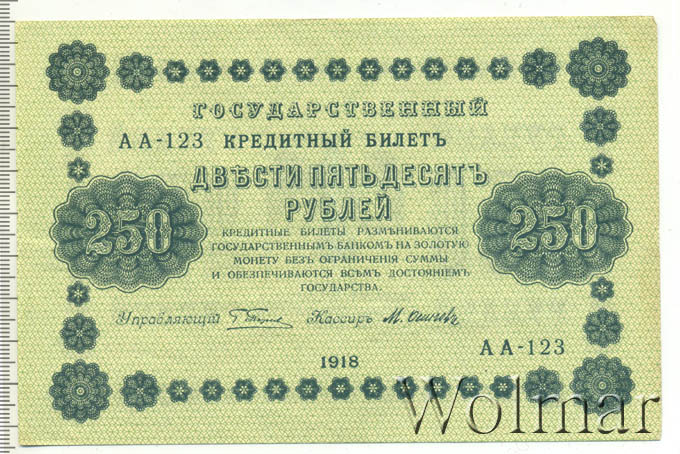 ГОСУДАРСТВЕННЫЙ
АА-123 КРЕДИТНЫЙ БИЛЕТЪ
ДВѢСТИ ПЯТЬДЕСЯТЪ
РУБЛЕЙ
250 250
КРЕДИТНЫЕ БИЛЕТЫ РАЗМѢНИВАЮТСЯ
ГОСУДАРСТВЕННЫМЪ БАНКОМЪ НА ЗОЛОТУЮ
МОНЕТУ БЕЗЪ ОГРАНИЧЕНІЯ СУММЫ
И ОБЕЗПЕЧИВАЮТСЯ ВСѢМЪ ДОСТОЯНІЕМЪ
ГОСУДАРСТВА.
Управляющій Кассиръ
АА-123
1918
Wolmar